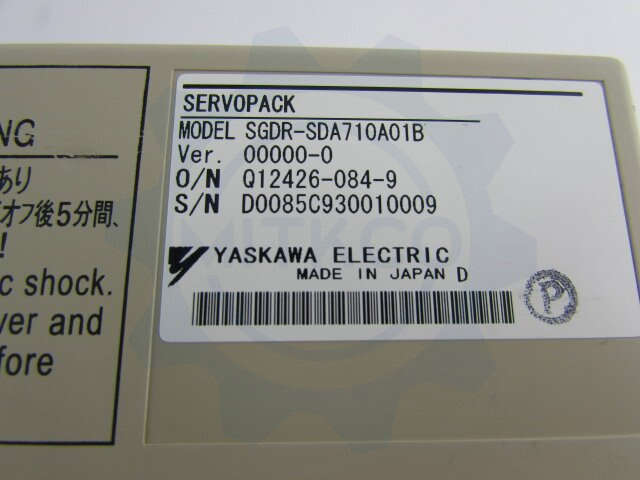 NG
あり
オフ後5分間、
!
c shock.
ver and
fore
SERVOPACK
MODEL SGDR-SDA710A01B
Ver. 00000-0
O/N Q12426-084-9
S/N D0085C930010009
YASKAWA ELECTRIC
MADE IN JAPAN D
P
MITKCO